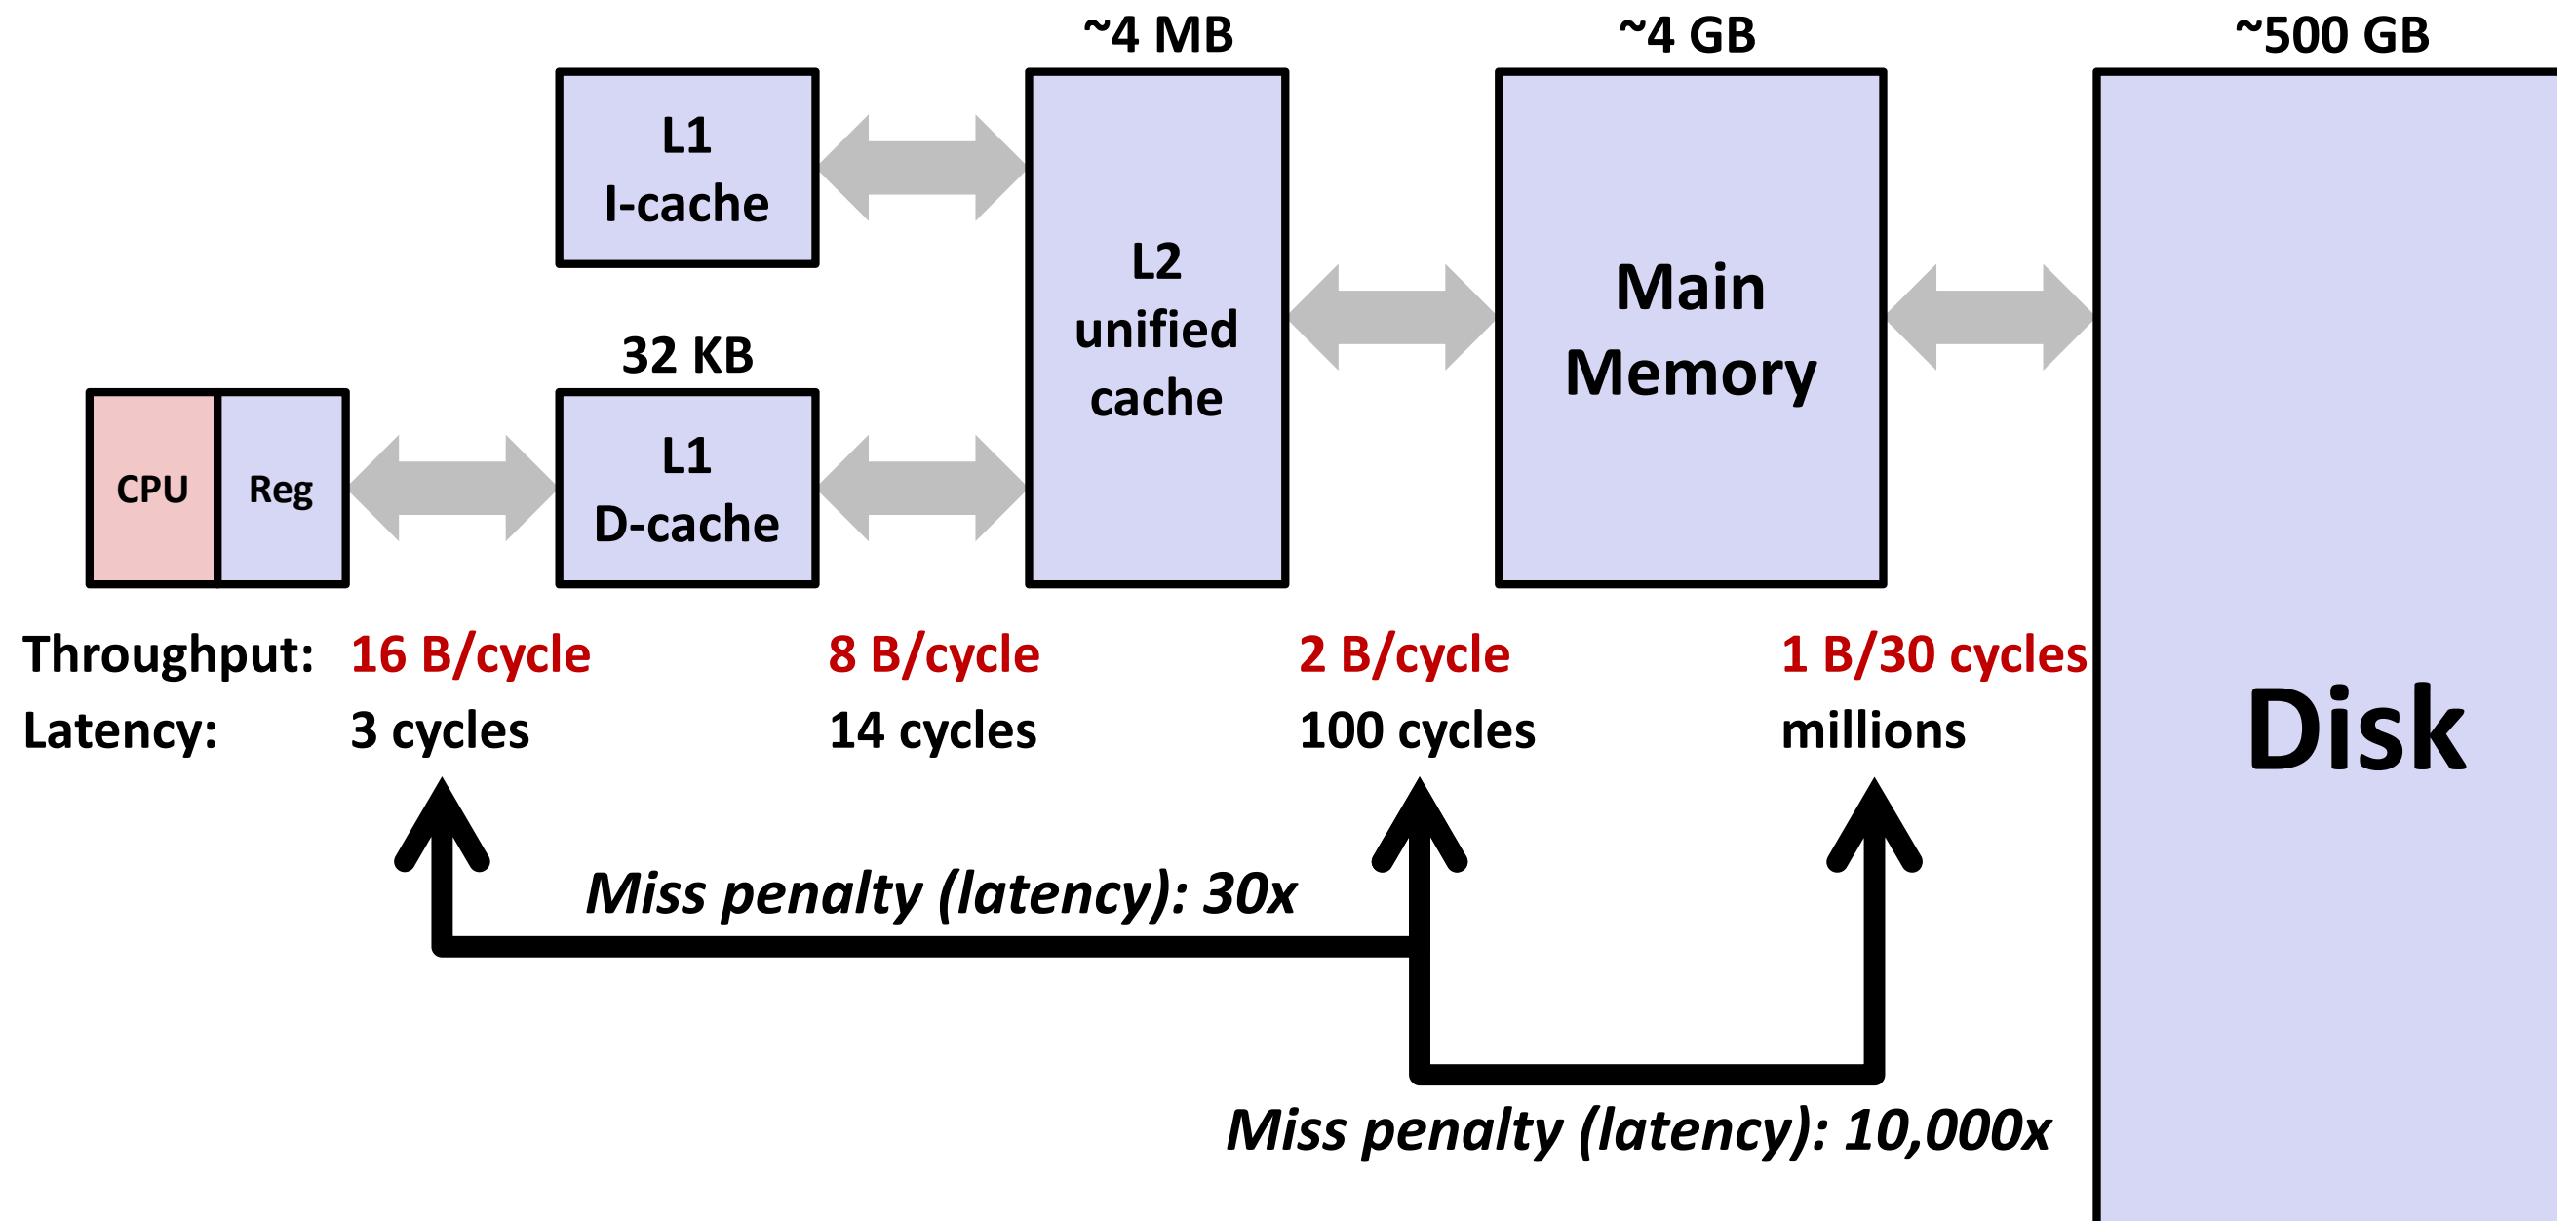 ~4 MB
~4 GB
~500 GB
L1
I-cache
L2
unified
cache
Main
Memory
32 KB
CPU
Reg
L1
D-cache
Throughput: 16 B/cycle 8 B/cycle 2 B/cycle 1 B/30 cycles
Latency: 3 cycles 14 cycles 100 cycles millions
Disk
Miss penalty (latency): 30x
Miss penalty (latency): 10,000x